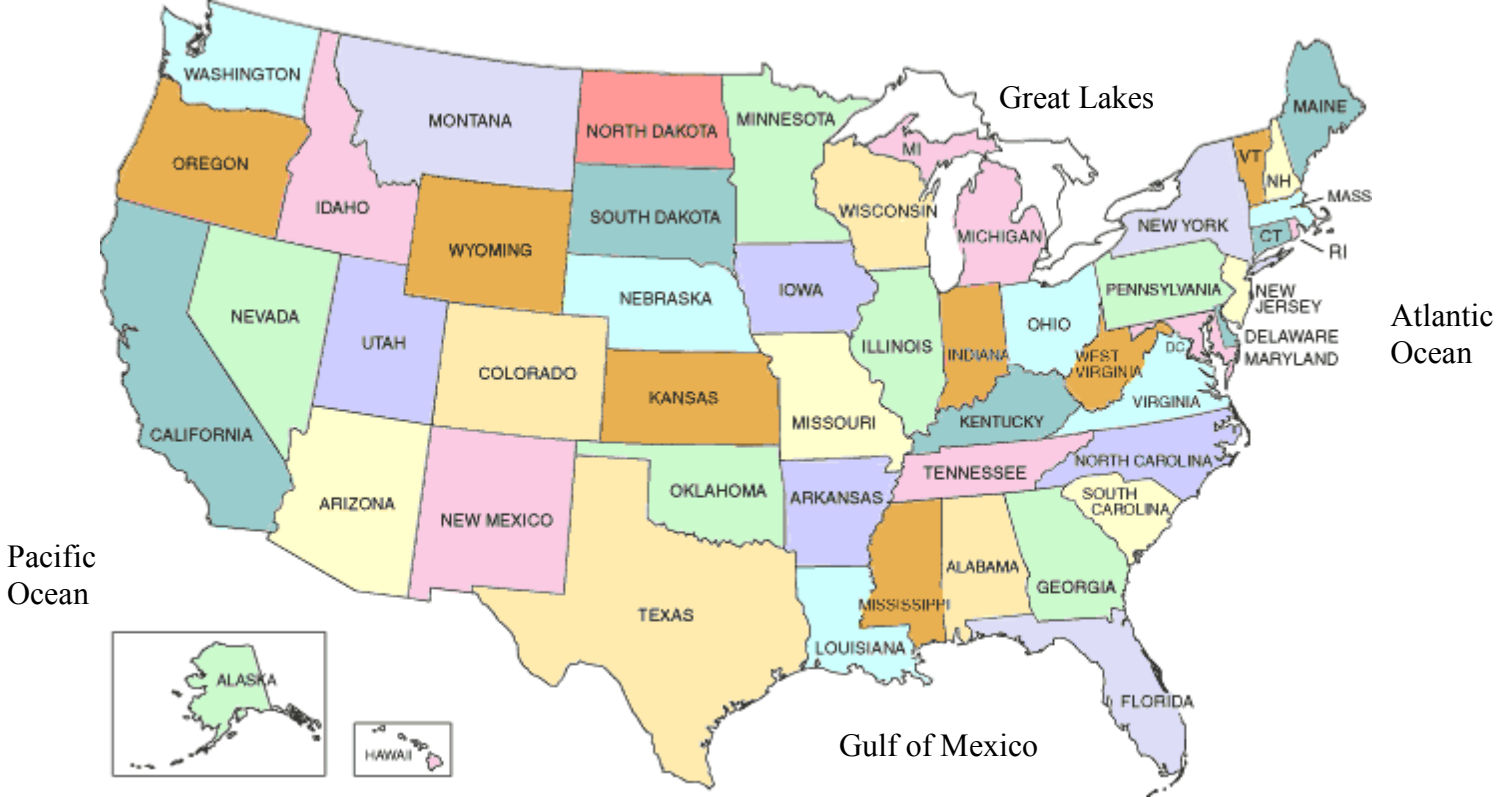 WASHINGTON
MONTANA
NORTH DAKOTA
MINNESOTA
Great Lakes
MAINE
OREGON
IDAHO
MI
VT
NH
MASS
WYOMING
SOUTH DAKOTA
WISCONSIN
MICHIGAN
NEW YORK
CT
RI
NEVADA
UTAH
NEBRASKA
IOWA
PENNSYLVANIA
NEW
JERSEY
Atlantic
Ocean
COLORADO
KANSAS
ILLINOIS
INDIANA
OHIO
WEST
VIRGINIA
DC
DELAWARE
MARYLAND
CALIFORNIA
MISSOURI
KENTUCKY
VIRGINIA
ARIZONA
NEW MEXICO
OKLAHOMA
ARKANSAS
TENNESSEE
NORTH CAROLINA
SOUTH
CAROLINA
Pacific
Ocean
TEXAS
LOUISIANA
MISSISSIPPI
ALABAMA
GEORGIA
ALASKA
HAWAII
FLORIDA
Gulf of Mexico